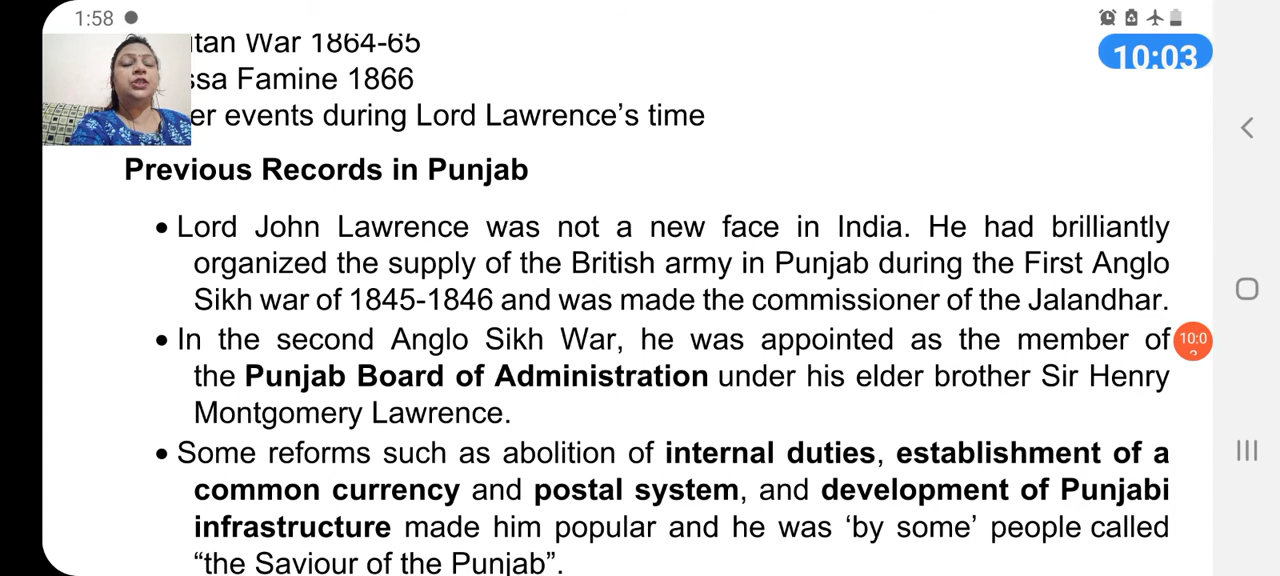 1:58
10:03
utan War 1864-65
ssa Famine 1866
er events during Lord Lawrence’s time
Previous Records in Punjab
• Lord John Lawrence was not a new face in India. He had brilliantly
organized the supply of the British army in Punjab during the First Anglo
Sikh war of 1845-1846 and was made the commissioner of the Jalandhar.
• In the second Anglo Sikh War, he was appointed as the member of
10:0
the Punjab Board of Administration under his elder brother Sir Henry
Montgomery Lawrence.
• Some reforms such as abolition of internal duties, establishment of a
common currency and postal system, and development of Punjabi
infrastructure made him popular and he was ‘by some’ people called
“the Saviour of the Punjab”.